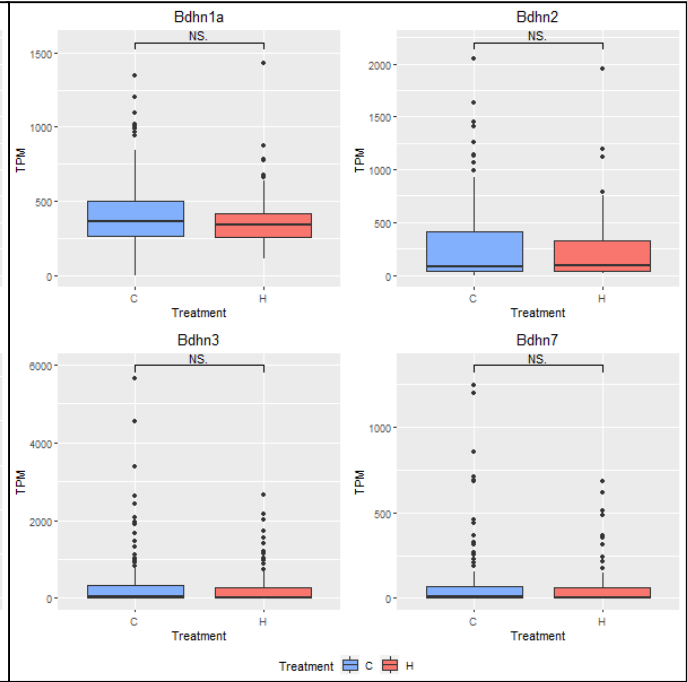 Bdhn1a
NS.
1500
1000
500
0
TPM
C
H
Treatment
Bdhn2
NS.
2000
1500
1000
500
0
TPM
C
H
Treatment
Bdhn3
NS.
6000
4000
2000
0
TPM
C
H
Treatment
Bdhn7
NS.
1000
500
0
TPM
C
H
Treatment
Treatment C H